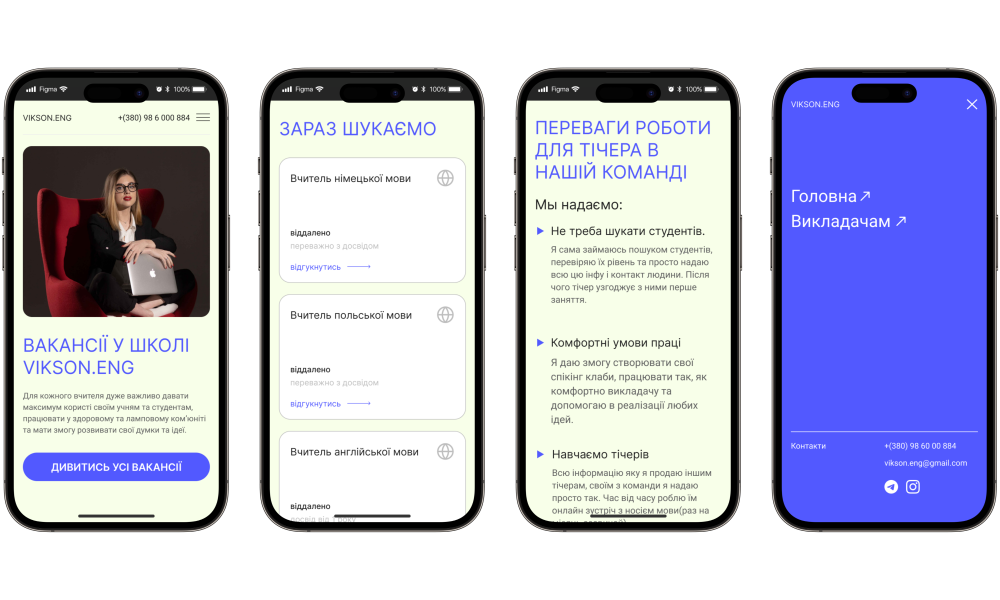 Figma
100%
VIKSON.ENG
+(380) 98 6 000 884
ВАКАНСІЇ У ШКОЛІ
VIKSON.ENG
Для кожного вчителя дуже важливо давати
максимум користі своїм учням та студентам,
працювати у здоровому та ламповому ком'юніті
та мати змогу розвивати свої думки та ідеї.
ДИВИТИСЬ УСІ ВАКАНСІЇ
Figma
100%
ЗАРАЗ ШУКАЄМО
Вчитель німецької мови
віддалено
переважно з досвідом
відгукнутись
Вчитель польської мови
віддалено
переважно з досвідом
відгукнутись
Вчитель англійської мови
віддалено
досвід від 1 року
Figma
100%
ПЕРЕВАГИ РОБОТИ
ДЛЯ ТІЧЕРА В
НАШІЙ КОМАНДІ
Мы надаємо:
Не треба шукати студентів.
Я сама займаюсь пошуком студентів,
перевіряю їх рівень та просто надаю
всю цю інфу і контакт людини. Після
чого тічер узгоджує з ними перше
заняття.
Комфортні умови праці
Я даю змогу створювати свої
спікінг клаби, працювати так, як
комфортно викладачу та
допомогаю в реалізації любих
ідей.
Навчаємо тічерів
Всю інформацію яку я продаю іншим
тічерам, своїм з команди я надаю
просто так. Час від часу роблю їм
онлайн зустріч з носієм мови(раз на
VIKSON.ENG
Головна
Викладачам
Контакти
+(380) 98 60 00 884
vikson.eng@gmail.com